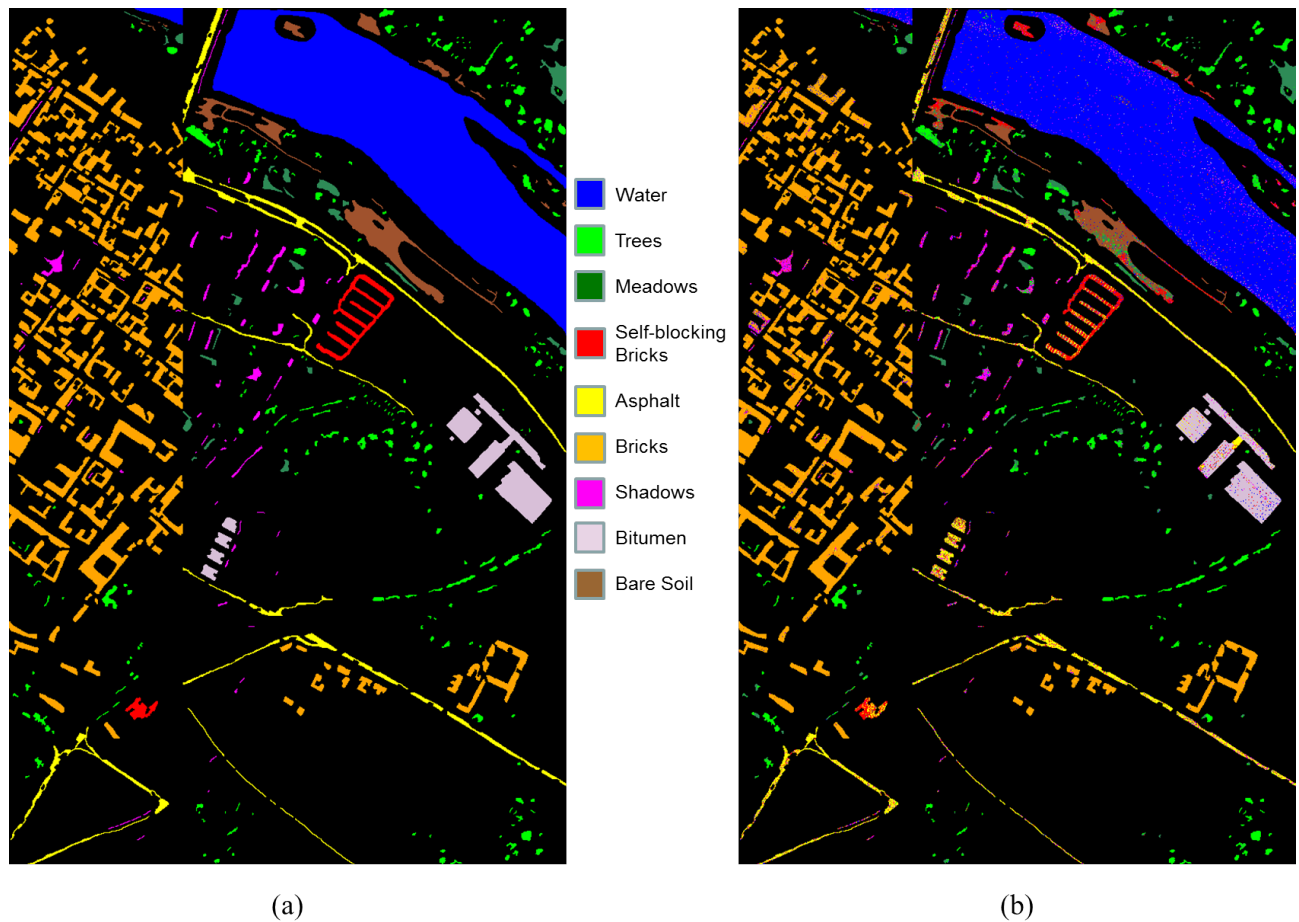 Water
Trees
Meadows
Self-blocking
Bricks
Asphalt
Bricks
Shadows
Bitumen
Bare Soil
(a)
(b)